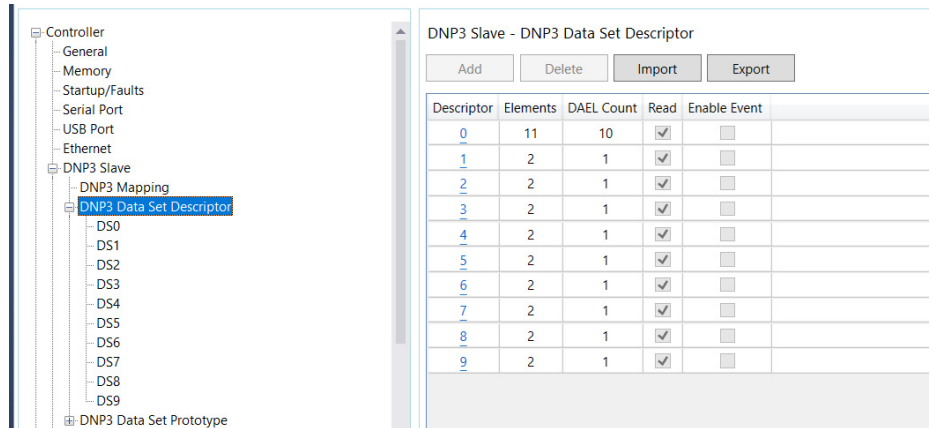 Controller
General
Memory
Startup/Faults
Serial Port
USB Port
Ethernet
DNP3 Slave
DNP3 Mapping
DNP3 Data Set Descriptor
DS0
DS1
DS2
DS3
DS4
DS5
DS6
DS7
DS8
DS9
DNP3 Data Set Prototype
DNP3 Slave - DNP3 Data Set Descriptor
Add Delete Import Export
Descriptor Elements DAEL Count Read Enable Event
0 11 10
1 2 1
2 2 1
3 2 1
4 2 1
5 2 1
6 2 1
7 2 1
8 2 1
9 2 1